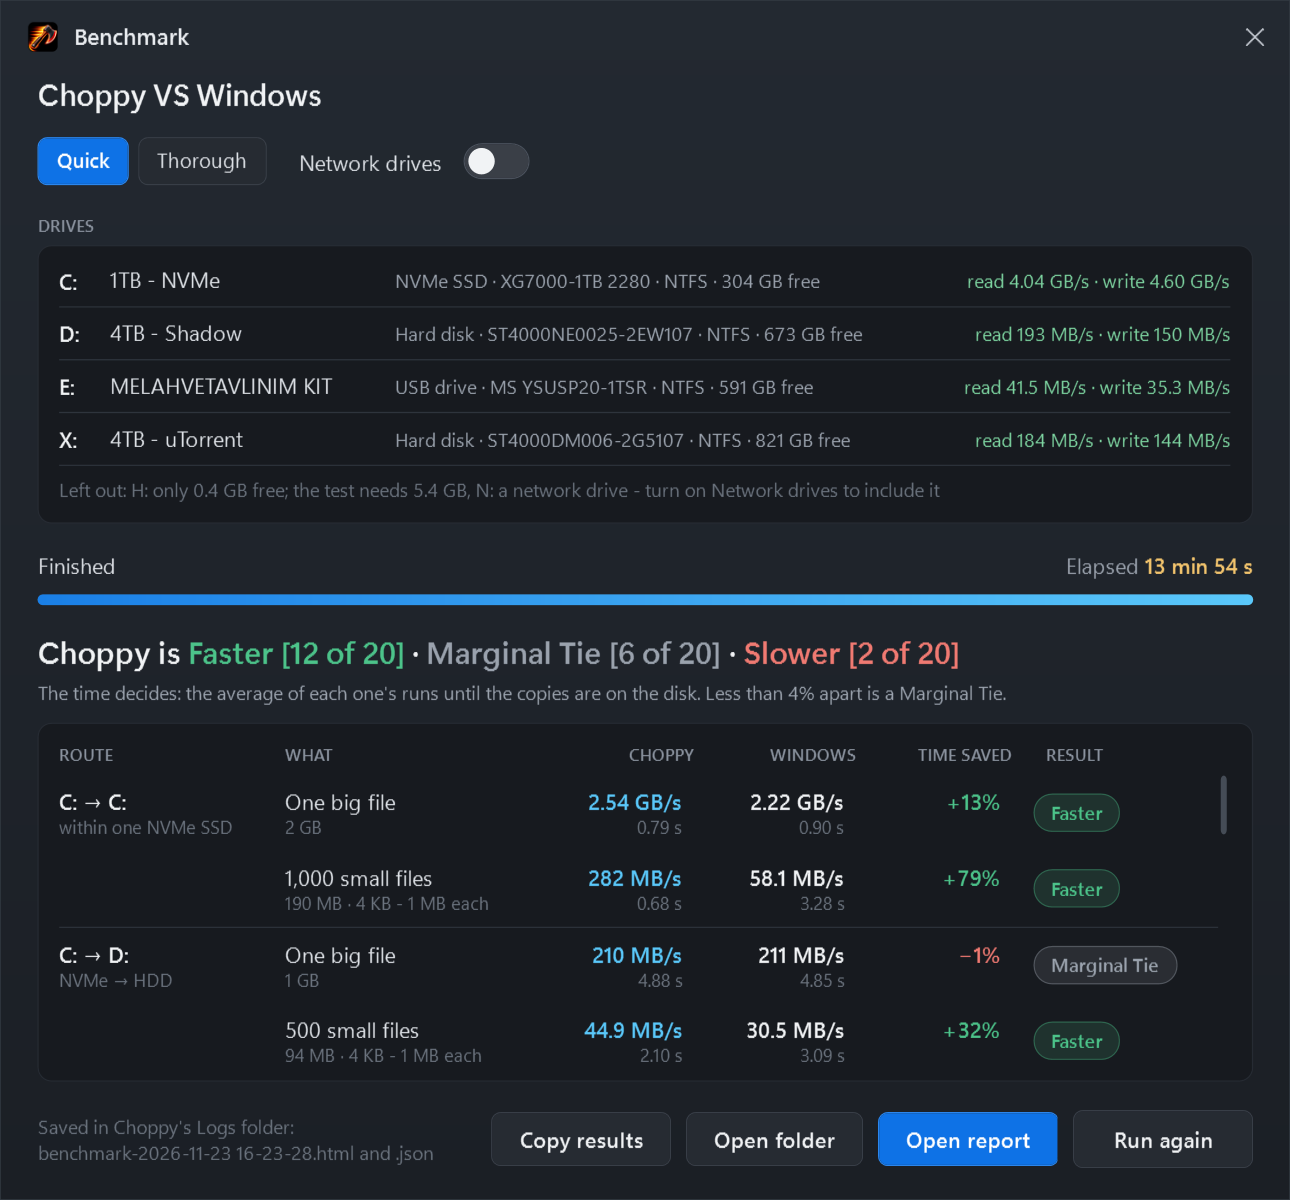 Benchmark
Choppy VS Windows
Quick Thorough Network drives
DRIVES
C: 1TB - NVMe NVMe SSD · XG7000-1TB 2280 · NTFS · 304 GB free read 4.04 GB/s · write 4.60 GB/s
D: 4TB - Shadow Hard disk · ST4000NE0025-2EW107 · NTFS · 673 GB free read 193 MB/s · write 150 MB/s
E: MELAHVETAVLINIM KIT USB drive · MS YSUSP20-1TSR · NTFS · 591 GB free read 41.5 MB/s · write 35.3 MB/s
X: 4TB - uTorrent Hard disk · ST4000DM006-2G5107 · NTFS · 821 GB free read 184 MB/s · write 144 MB/s
Left out: H: only 0.4 GB free; the test needs 5.4 GB, N: a network drive - turn on Network drives to include it
Finished Elapsed 13 min 54 s
Choppy is Faster [12 of 20] · Marginal Tie [6 of 20] · Slower [2 of 20]
The time decides: the average of each one's runs until the copies are on the disk. Less than 4% apart is a Marginal Tie.
ROUTE WHAT CHOPPY WINDOWS TIME SAVED RESULT
C: → C: One big file 2.54 GB/s 2.22 GB/s +13% Faster
within one NVMe SSD 2 GB 0.79 s 0.90 s
1,000 small files 282 MB/s 58.1 MB/s +79% Faster
190 MB · 4 KB - 1 MB each 0.68 s 3.28 s
C: → D: One big file 210 MB/s 211 MB/s −1% Marginal Tie
NVMe → HDD 1 GB 4.88 s 4.85 s
500 small files 44.9 MB/s 30.5 MB/s +32% Faster
94 MB · 4 KB - 1 MB each 2.10 s 3.09 s
Saved in Choppy's Logs folder:
benchmark-2026-11-23 16-23-28.html and .json
Copy results Open folder Open report Run again